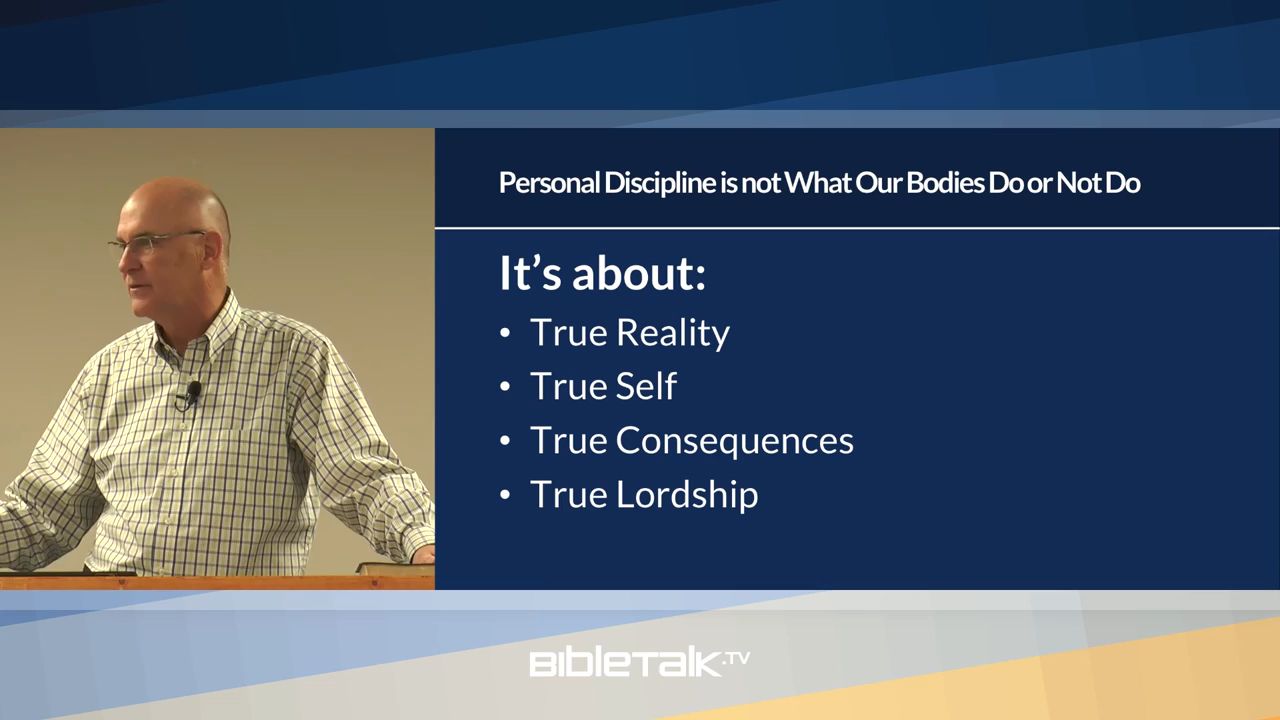 Personal Discipline is not What Our Bodies Do or Not Do
It's about:
• True Reality
• True Self
• True Consequences
• True Lordship
BIBLETALK.TV